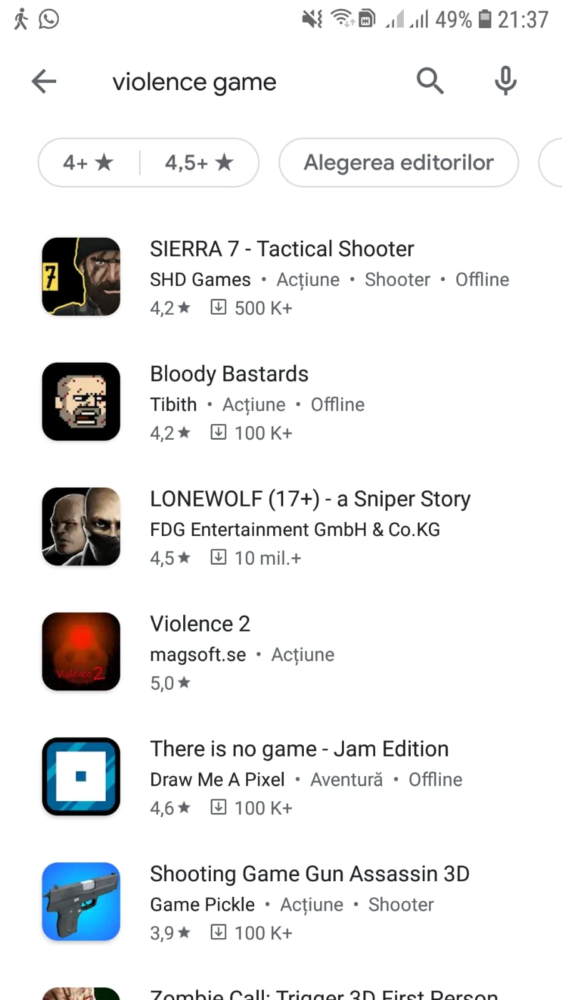 49% 21:37
violence game
4+ ★ 4,5+ ★ Alegerea editorilor
7
SIERRA 7 - Tactical Shooter
SHD Games • Acțiune • Shooter • Offline
4,2 ★ 500 K+
Bloody Bastards
Tibith • Acțiune • Offline
4,2 ★ 100 K+
LONEWOLF (17+) - a Sniper Story
FDG Entertainment GmbH & Co.KG
4,5 ★ 10 mil.+
Violence 2
Violence 2
magsoft.se • Acțiune
5,0 ★
There is no game - Jam Edition
Draw Me A Pixel • Aventură • Offline
4,6 ★ 100 K+
Shooting Game Gun Assassin 3D
Game Pickle • Acțiune • Shooter
3,9 ★ 100 K+
Zombie Call: Trigger 3D First Person